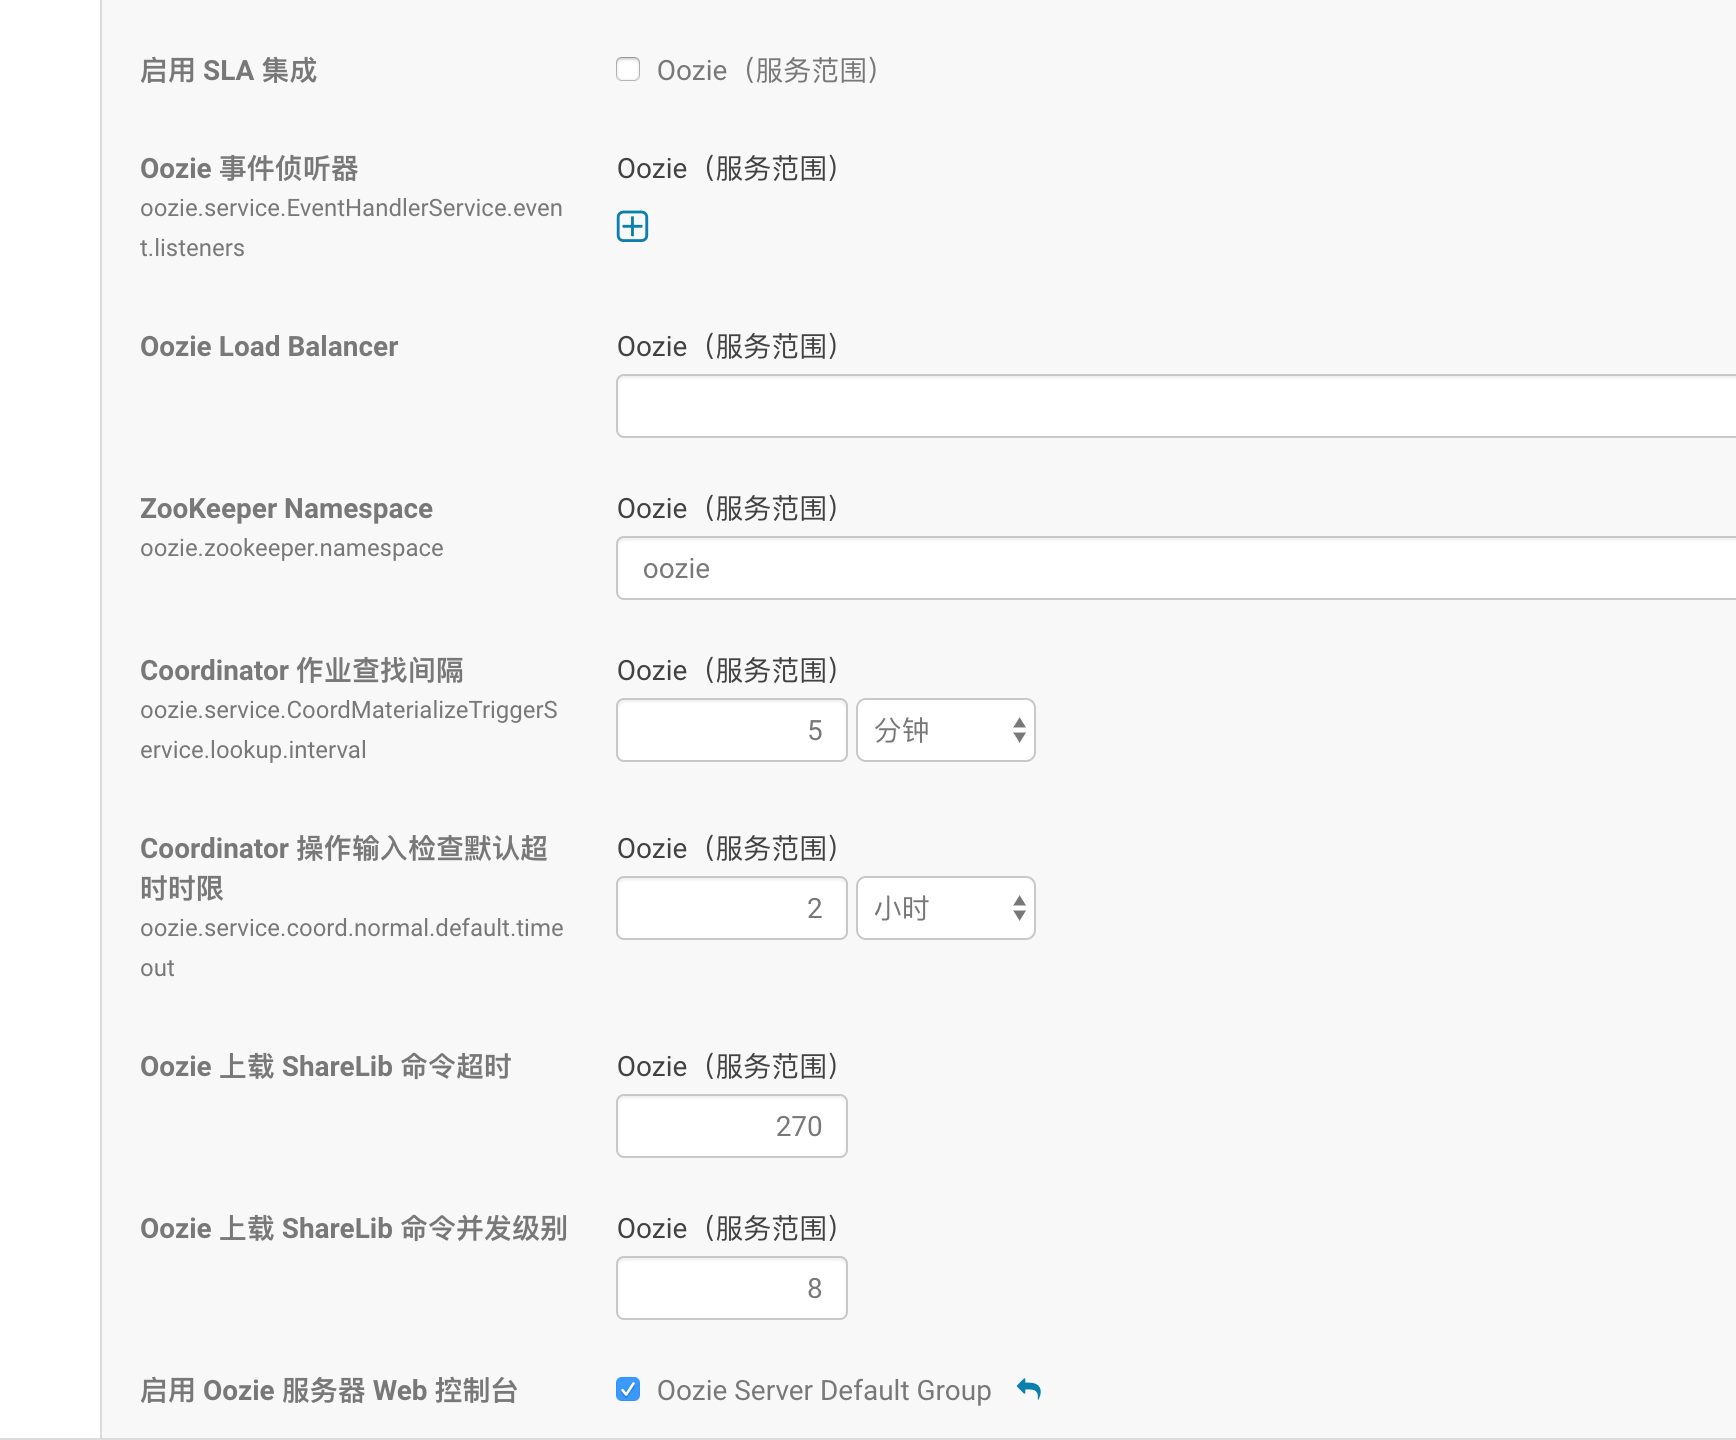 启用 SLA 集成
Oozie（服务范围）
Oozie 事件侦听器
oozie.service.EventHandlerService.even
t.listeners
Oozie（服务范围）
Oozie Load Balancer
Oozie（服务范围）
ZooKeeper Namespace
oozie.zookeeper.namespace
Oozie（服务范围）
oozie
Coordinator 作业查找间隔
oozie.service.CoordMaterializeTriggerS
ervice.lookup.interval
Oozie（服务范围）
5
分钟
Coordinator 操作输入检查默认超
时时限
oozie.service.coord.normal.default.time
out
Oozie（服务范围）
2
小时
Oozie 上载 ShareLib 命令超时
Oozie（服务范围）
270
Oozie 上载 ShareLib 命令并发级别
Oozie（服务范围）
8
启用 Oozie 服务器 Web 控制台
Oozie Server Default Group